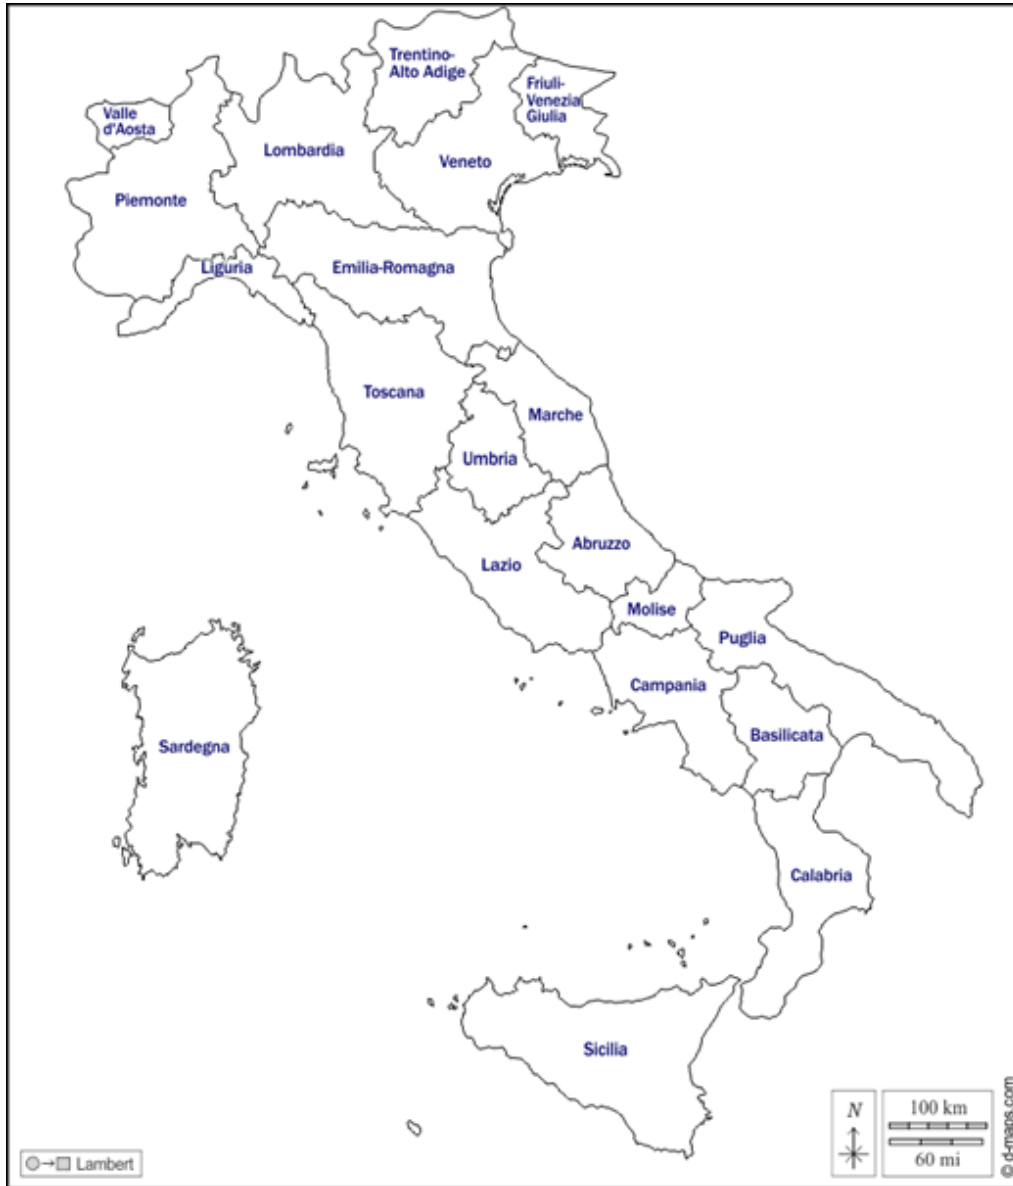 Trentino-
Alto Adige
Friuli-
Venezia
Giulia
Valle
d'Aosta
Lombardia
Veneto
Piemonte
Liguria
Emilia-Romagna
Toscana
Marche
Umbria
Abruzzo
Lazio
Molise
Puglia
Campania
Basilicata
Sardegna
Calabria
Sicilia
N
100 km
60 mi
© d-maps.com
Lambert